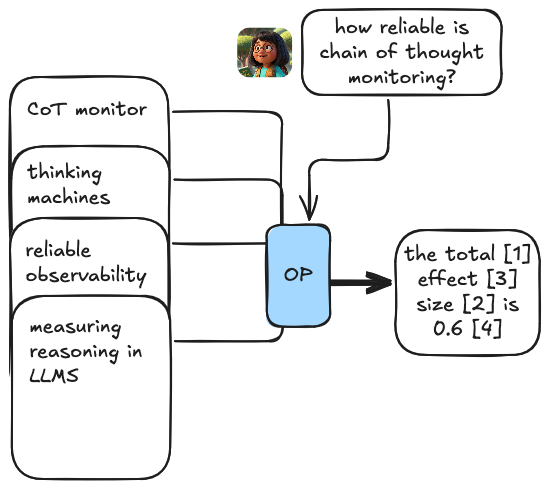 how reliable is
chain of thought
monitoring?
CoT monitor
thinking
machines
reliable
observability
measuring
reasoning in
LLMS
OP
the total [1]
effect [3]
size [2] is
0.6 [4]